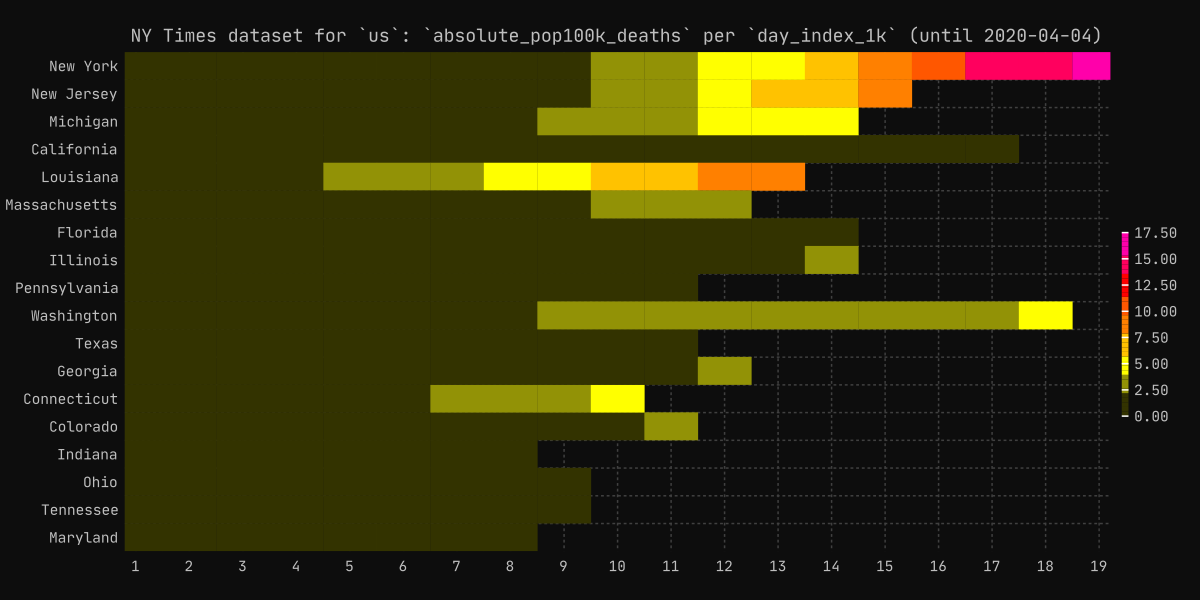 NY Times dataset for `us`: `absolute_pop100k_deaths` per `day_index_1k` (until 2020-04-04)
New York
New Jersey
Michigan
California
Louisiana
Massachusetts
Florida
Illinois
Pennsylvania
Washington
Texas
Georgia
Connecticut
Colorado
Indiana
Ohio
Tennessee
Maryland
1 2 3 4 5 6 7 8 9 10 11 12 13 14 15 16 17 18 19
17.50
15.00
12.50
10.00
7.50
5.00
2.50
0.00